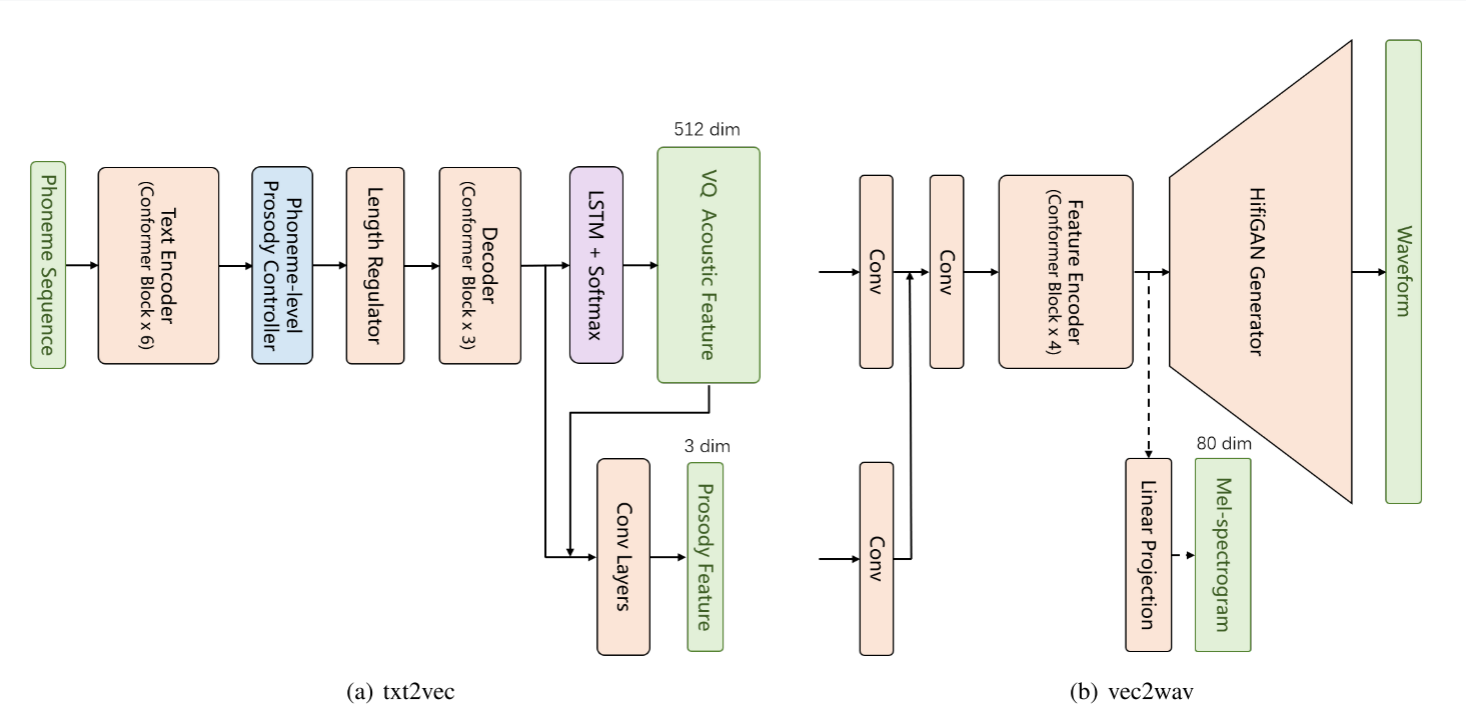 Phoneme Sequence
Text Encoder
(Conformer Block x 6)
Phoneme-level
Prosody Controller
Length Regulator
Decoder
(Conformer Block x 3)
LSTM + Softmax
512 dim
VQ Acoustic Feature
Conv Layers
3 dim
Prosody Feature
(a) txt2vec
Conv
Conv
Conv
Feature Encoder
(Conformer Block x 4)
HifiGAN Generator
Waveform
Linear Projection
80 dim
Mel-spectrogram
(b) vec2wav